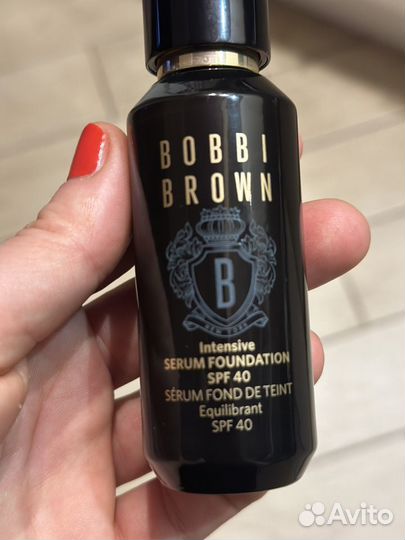 BOBBI
BROWN
B
NEW YORK
Intensive
SERUM FOUNDATION
SPF 40
SÉRUM FOND DE TEINT
Equilibrant
SPF 40
Avito